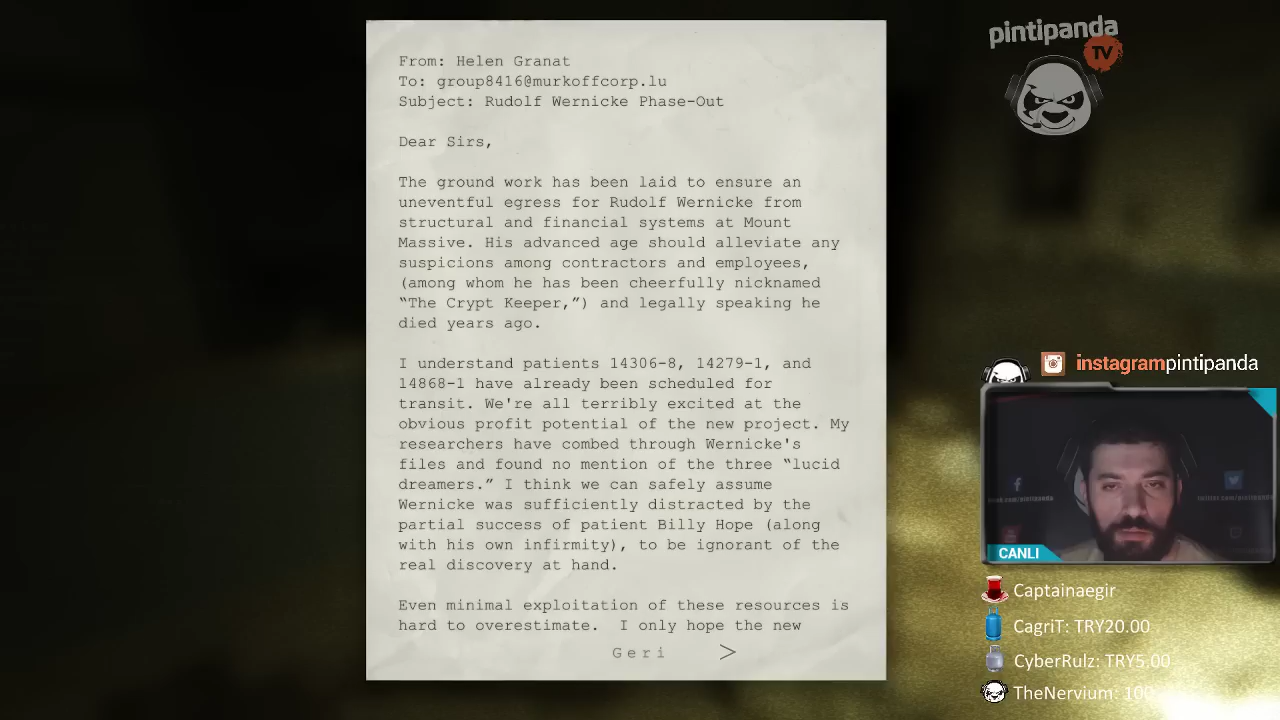 From: Helen Granat
To: group8416@murkoffcorp.lu
Subject: Rudolf Wernicke Phase-Out
Dear Sirs,
The ground work has been laid to ensure an
uneventful egress for Rudolf Wernicke from
structural and financial systems at Mount
Massive. His advanced age should alleviate any
suspicions among contractors and employees,
(among whom he has been cheerfully nicknamed
“The Crypt Keeper,”) and legally speaking he
died years ago.
I understand patients 14306-8, 14279-1, and
14868-1 have already been scheduled for
transit. We're all terribly excited at the
obvious profit potential of the new project. My
researchers have combed through Wernicke's
files and found no mention of the three “lucid
dreamers.” I think we can safely assume
Wernicke was sufficiently distracted by the
partial success of patient Billy Hope (along
with his own infirmity), to be ignorant of the
real discovery at hand.
Even minimal exploitation of these resources is
hard to overestimate. I only hope the new
Geri >
pintipanda
TV
instagrampintipanda
CANLI
Captainaegir
CagriT: TRY20.00
CyberRulz: TRY5.00
TheNervium: 100